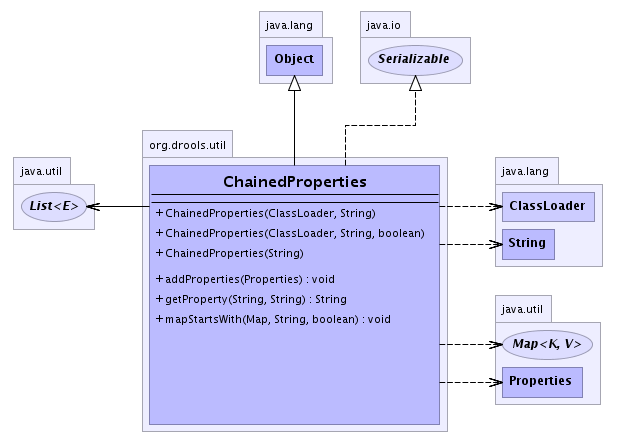 java.lang
Object
java.io
Serializable
org.drools.util
java.util
List<E>
ChainedProperties
+ ChainedProperties(ClassLoader, String)
+ ChainedProperties(ClassLoader, String, boolean)
+ ChainedProperties(String)
+ addProperties(Properties) : void
+ getProperty(String, String) : String
+ mapStartsWith(Map, String, boolean) : void
java.lang
ClassLoader
String
java.util
Map<K, V>
Properties